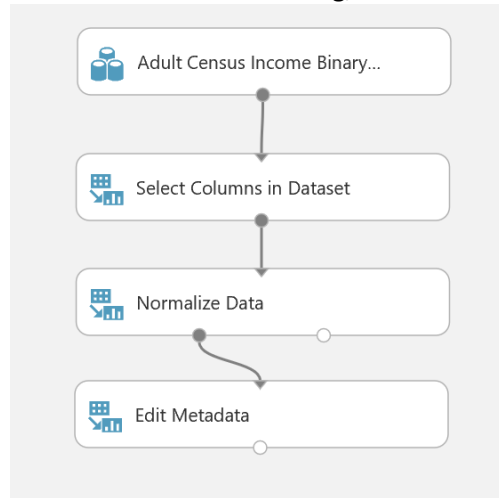 Adult Census Income Binary...
Select Columns in Dataset
Normalize Data
Edit Metadata